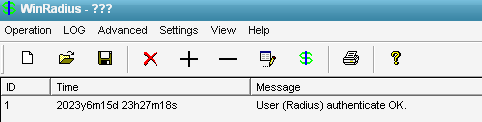 WinRadius - ???
Operation LOG Advanced Settings View Help
ID Time Message
1 2023y6m15d 23h27m18s User (Radius) authenticate OK.